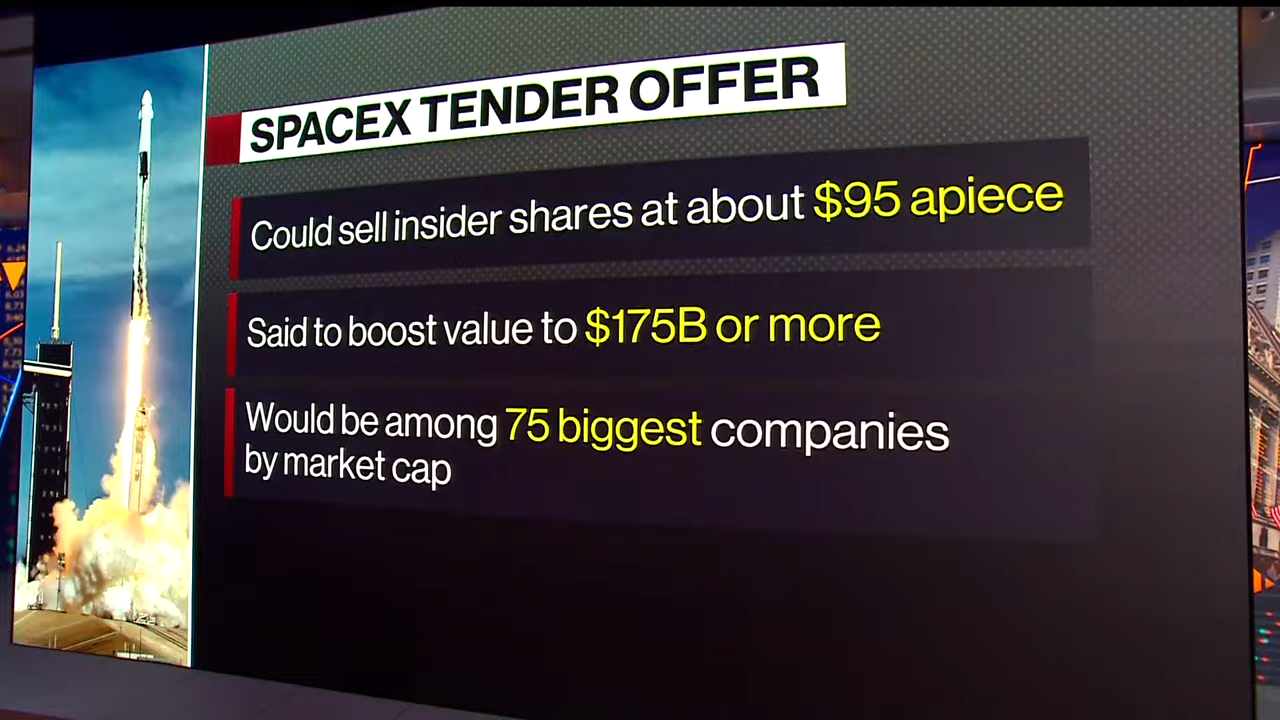 SPACEX TENDER OFFER
Could sell insider shares at about $95 apiece
Said to boost value to $175B or more
Would be among 75 biggest companies
by market cap